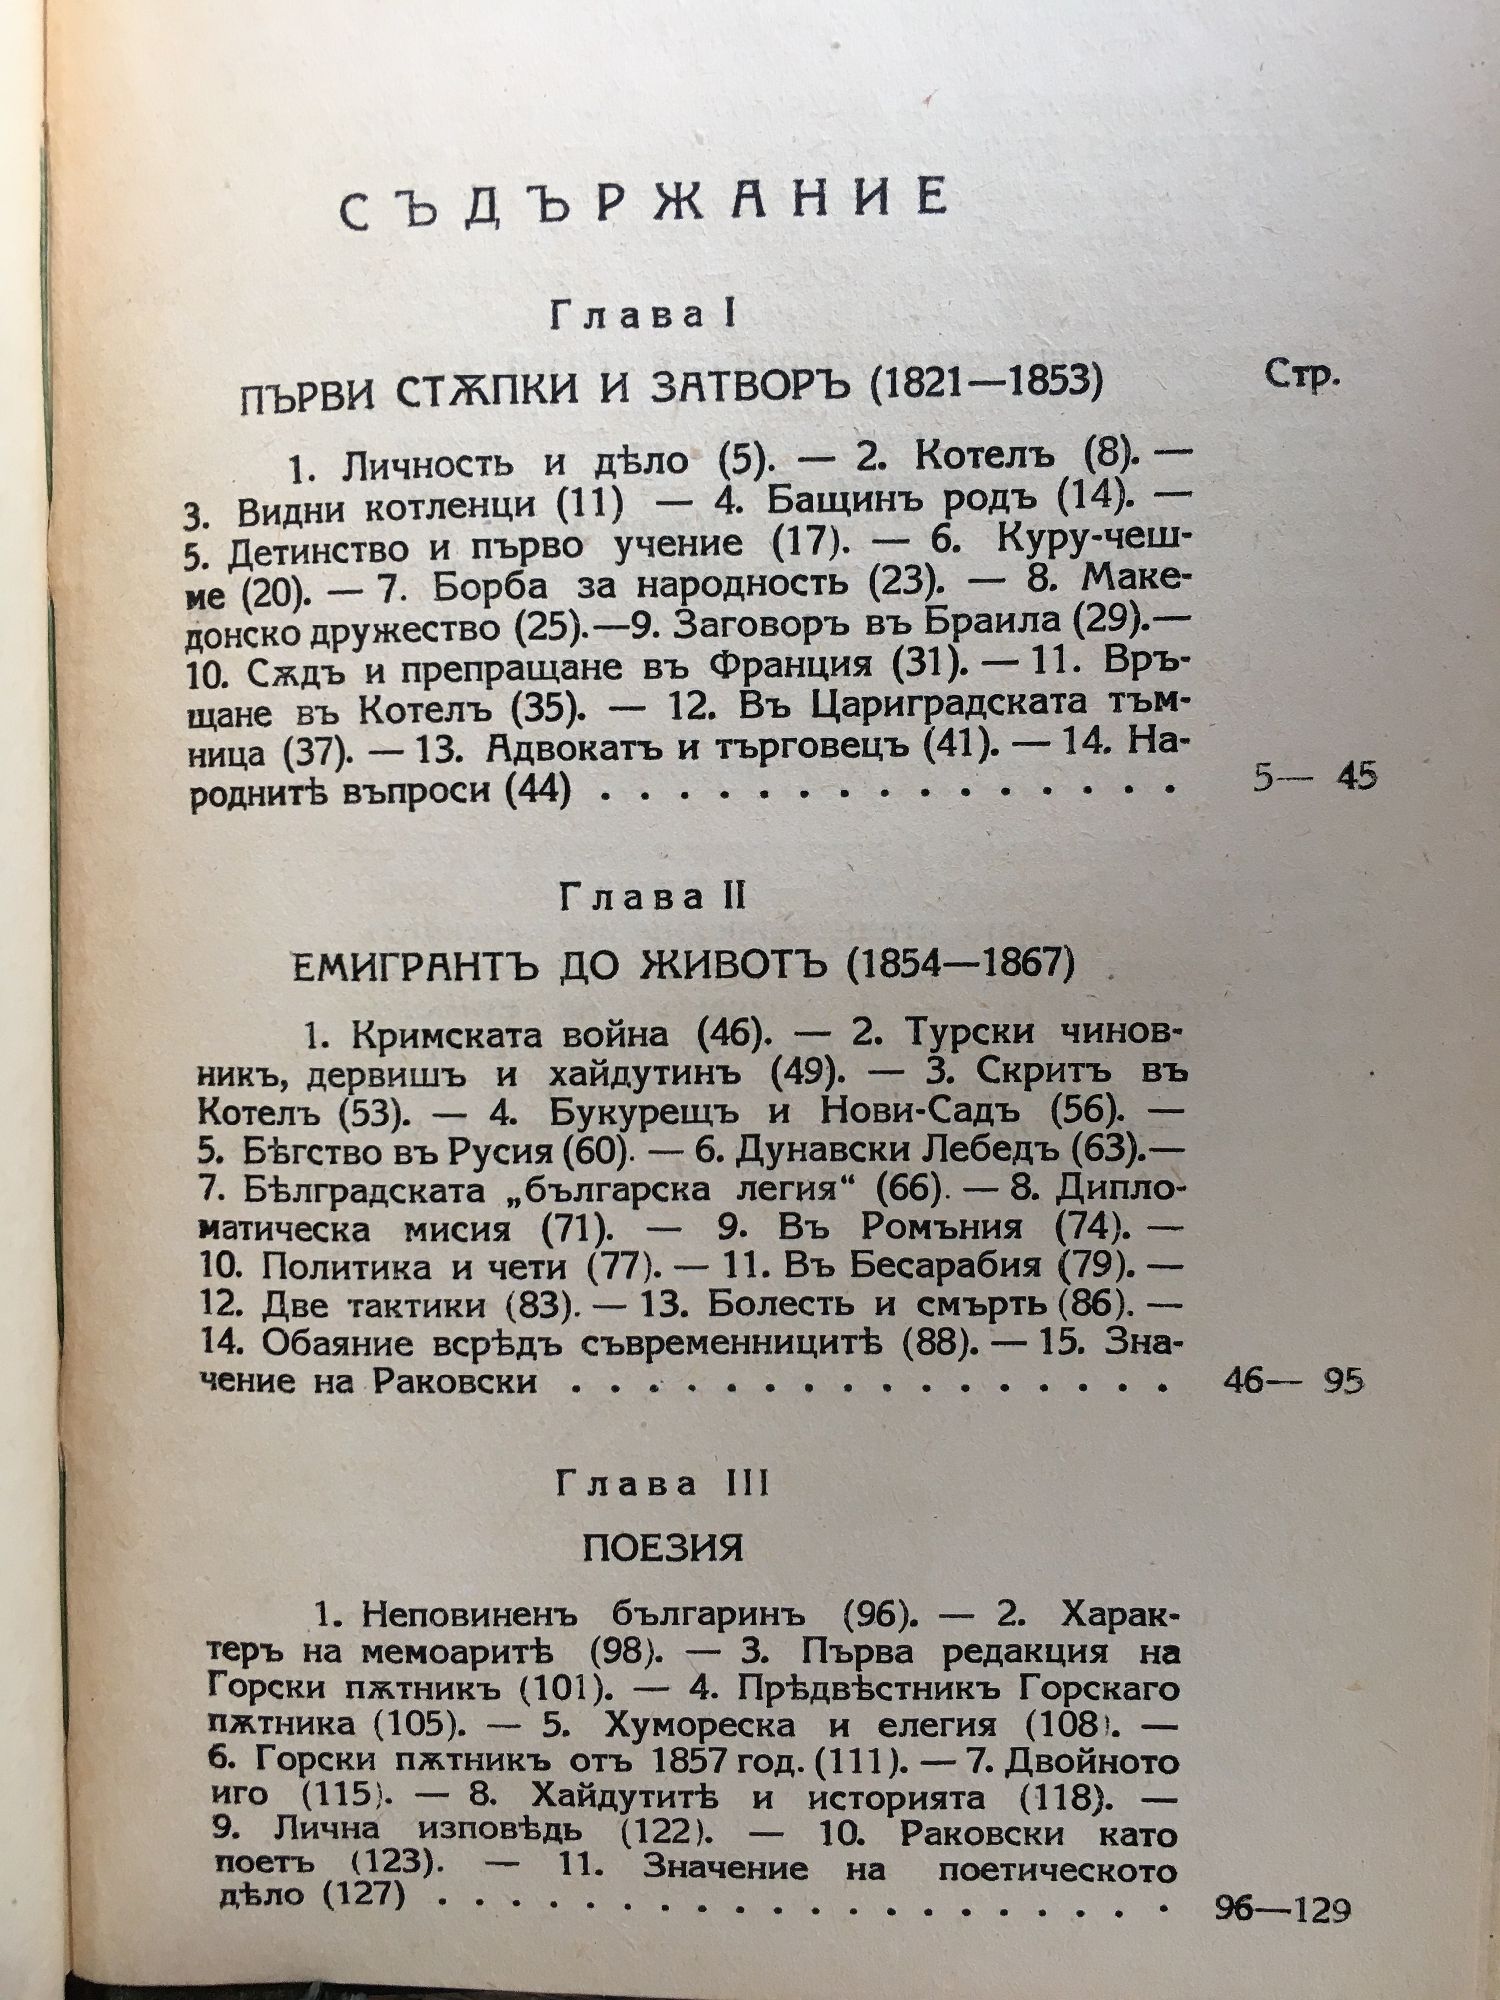 СЪДЪРЖАНИЕ
Глава I
ПЪРВИ СТѪПКИ И ЗАТВОРЪ (1821—1853) Стр.
1. Личность и дѣло (5). — 2. Котелъ (8). —
3. Видни котленци (11) — 4. Бащинъ родъ (14). —
5. Детинство и първо учение (17). — 6. Куру-чеш-
ме (20). — 7. Борба за народность (23). — 8. Маке-
донско дружество (25).—9. Заговоръ въ Браила (29).—
10. Сѫдъ и препращане въ Франция (31). — 11. Връ-
щане въ Котелъ (35). — 12. Въ Цариградската тъм-
ница (37). — 13. Адвокатъ и търговецъ (41). — 14. На-
роднитѣ въпроси (44) . . . . . . . . . . . . . . . 5— 45
Глава II
ЕМИГРАНТЪ ДО ЖИВОТЪ (1854—1867)
1. Кримската война (46). — 2. Турски чинов-
никъ, дервишъ и хайдутинъ (49). — 3. Скритъ въ
Котелъ (53). — 4. Букурещъ и Нови-Садъ (56). —
5. Бѣгство въ Русия (60). — 6. Дунавски Лебедъ (63).—
7. Бѣлградската „българска легия“ (66). — 8. Дипло-
матическа мисия (71). — 9. Въ Ромъния (74). —
10. Политика и чети (77). — 11. Въ Бесарабия (79). —
12. Две тактики (83). — 13. Болесть и смърть (86). —
14. Обаяние всрѣдъ съвременницитѣ (88). — 15. Зна-
чение на Раковски . . . . . . . . . . . . . . . . 46— 95
Глава III
ПОЕЗИЯ
1. Неповиненъ българинъ (96). — 2. Харак-
теръ на мемоаритѣ (98). — 3. Първа редакция на
Горски пѫтникъ (101). — 4. Прѣдвѣстникъ Горскаго
пѫтника (105). — 5. Хумореска и елегия (108). —
6. Горски пѫтникъ отъ 1857 год. (111). — 7. Двойното
иго (115). — 8. Хайдутитѣ и историята (118). —
9. Лична изповѣдь (122). — 10. Раковски като
поетъ (123). — 11. Значение на поетическото
дѣло (127) . . . . . . . . . . . . . . . . . . . 96—129